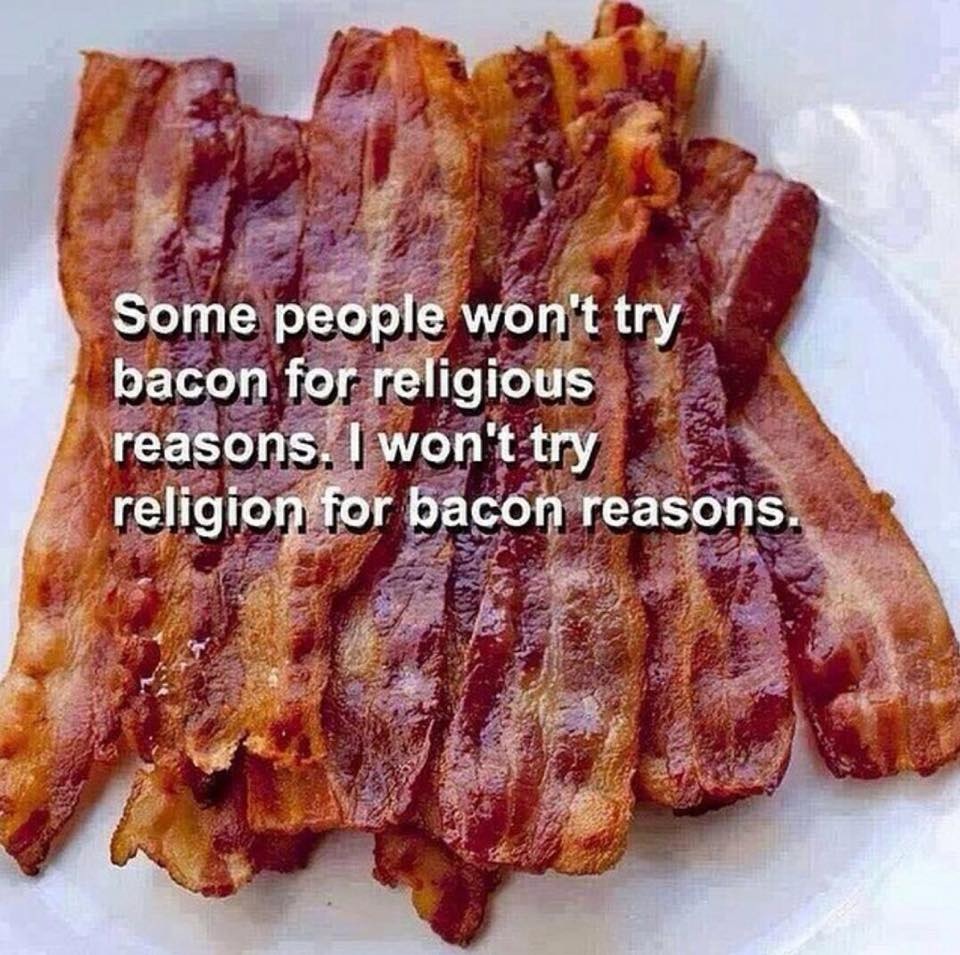 Some people won't try
bacon for religious
reasons. I won't try
religion for bacon reasons.